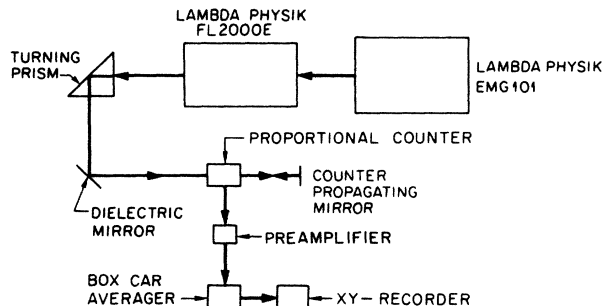 LAMBDA PHYSIK
FL2000E
TURNING
PRISM
LAMBDA PHYSIK
EMG101
PROPORTIONAL COUNTER
COUNTER
PROPAGATING
MIRROR
DIELECTRIC
MIRROR
PREAMPLIFIER
BOX CAR
AVERAGER
XY-RECORDER